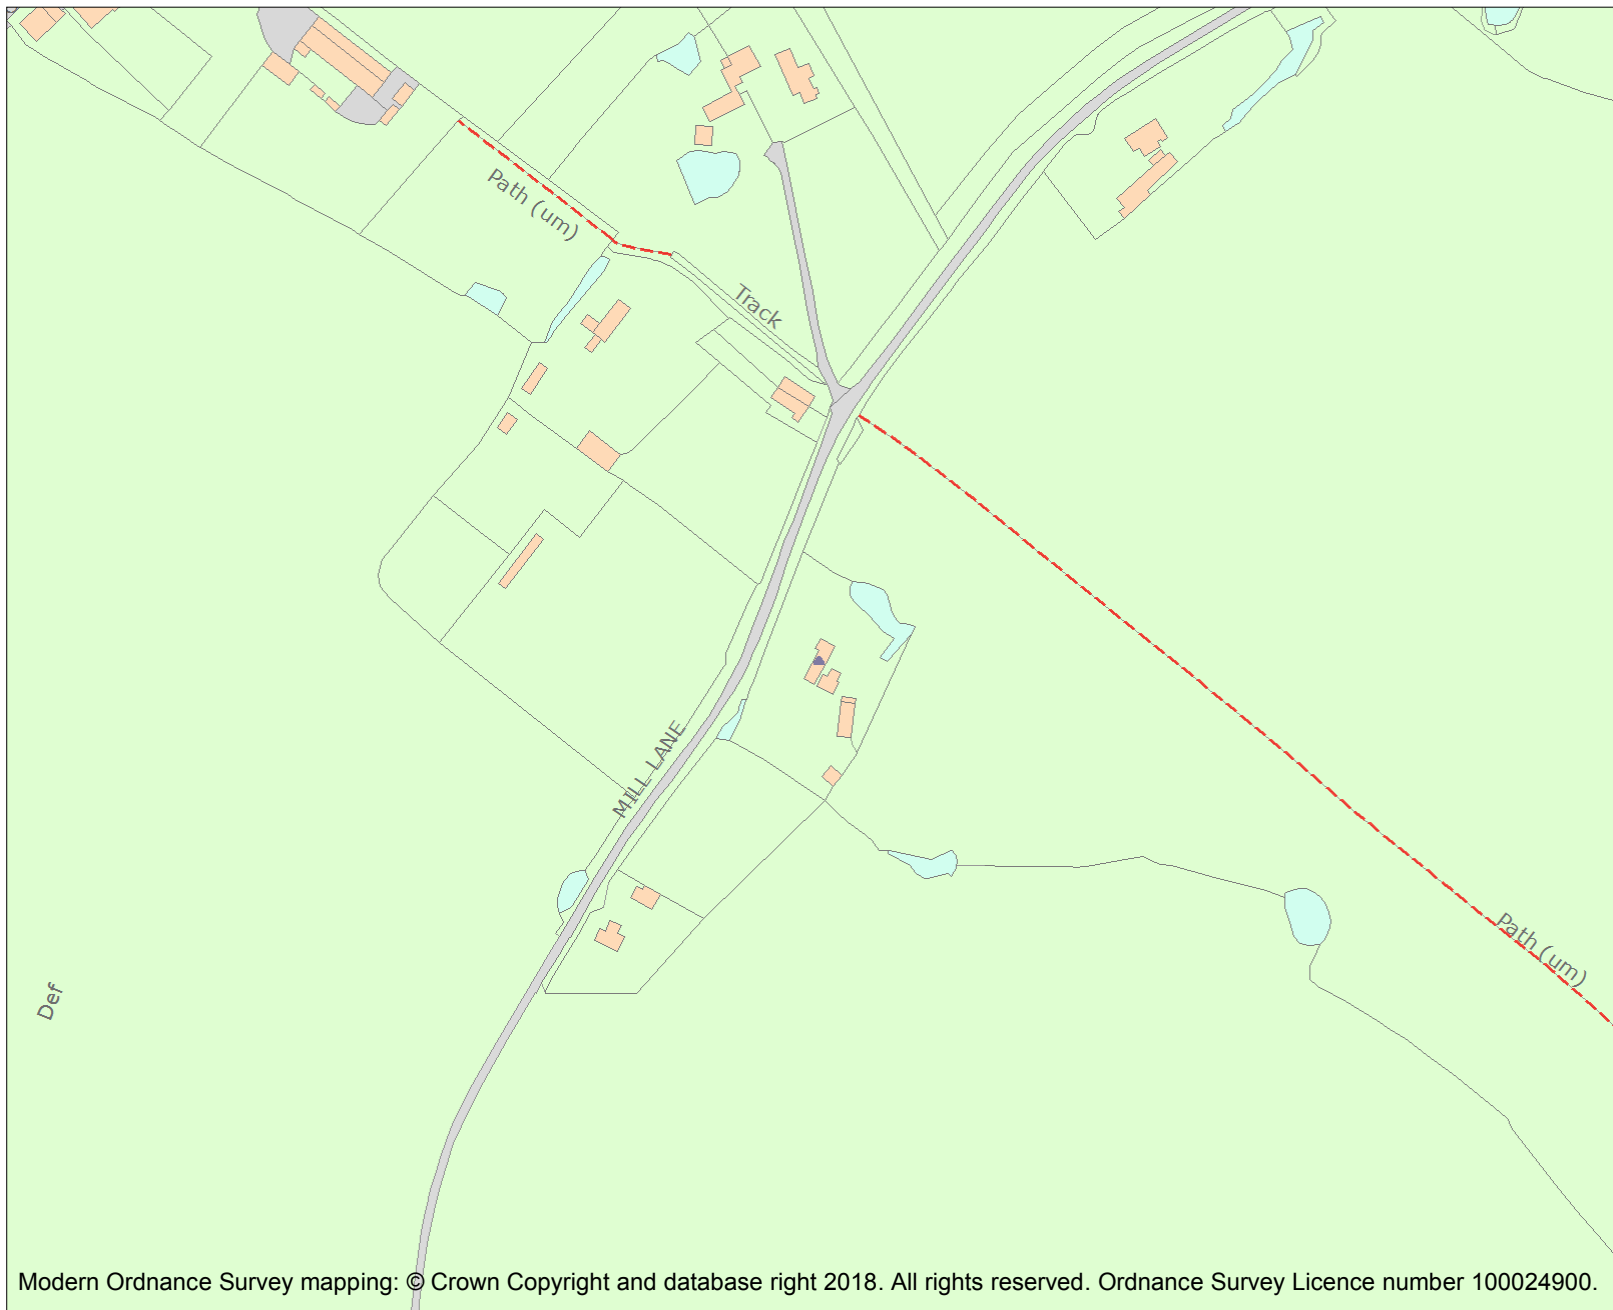 Path (um)
Track
MILL LANE
Path (um)
Def
Modern Ordnance Survey mapping: © Crown Copyright and database right 2018. All rights reserved. Ordnance Survey Licence number 100024900.